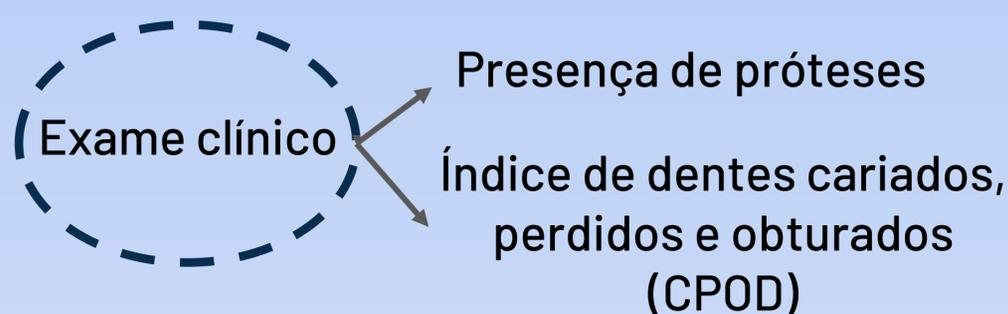 Exame clínico
Presença de próteses
Índice de dentes cariados,
perdidos e obturados
(CPOD)